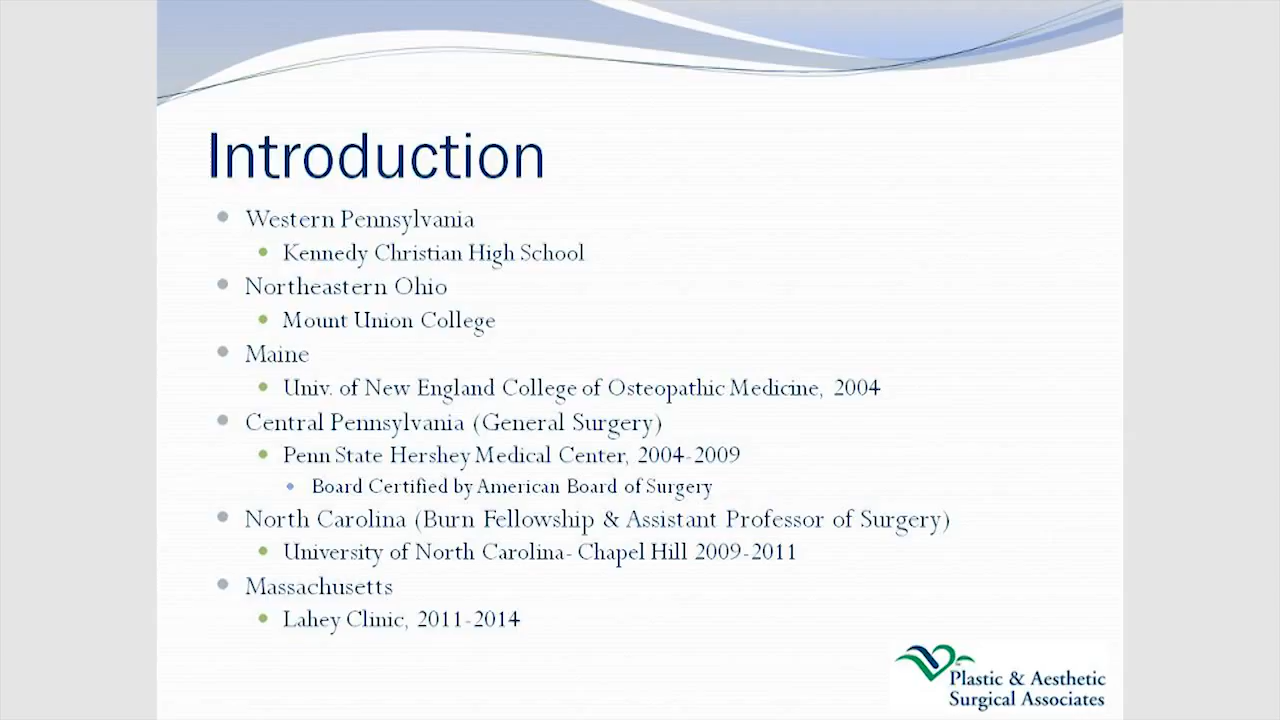 Introduction
Western Pennsylvania
Kennedy Christian High School
Northeastern Ohio
Mount Union College
Maine
Univ. of New England College of Osteopathic Medicine, 2004
Central Pennsylvania (General Surgery)
Penn State Hershey Medical Center, 2004-2009
Board Certified by American Board of Surgery
North Carolina (Burn Fellowship & Assistant Professor of Surgery)
University of North Carolina- Chapel Hill 2009-2011
Massachusetts
Lahey Clinic, 2011-2014
Plastic & Aesthetic
Surgical Associates